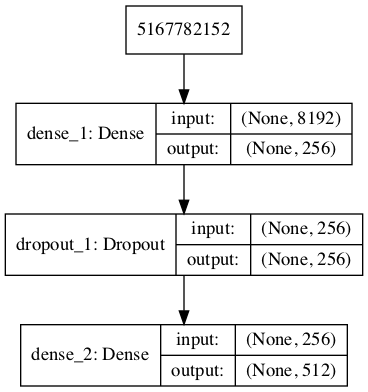 5167782152
dense_1: Dense
input: (None, 8192)
output: (None, 256)
dropout_1: Dropout
input: (None, 256)
output: (None, 256)
dense_2: Dense
input: (None, 256)
output: (None, 512)